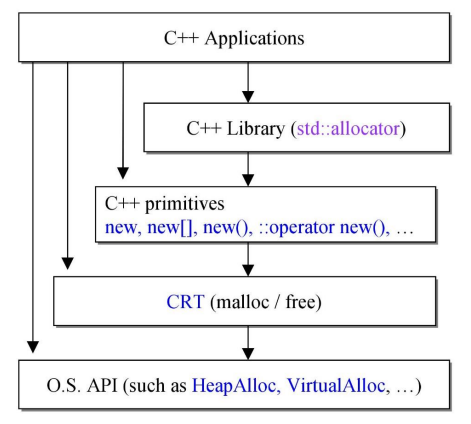 C++ Applications
C++ Library (std::allocator)
C++ primitives
new, new[], new(), ::operator new(), …
CRT (malloc / free)
O.S. API (such as HeapAlloc, VirtualAlloc, …)